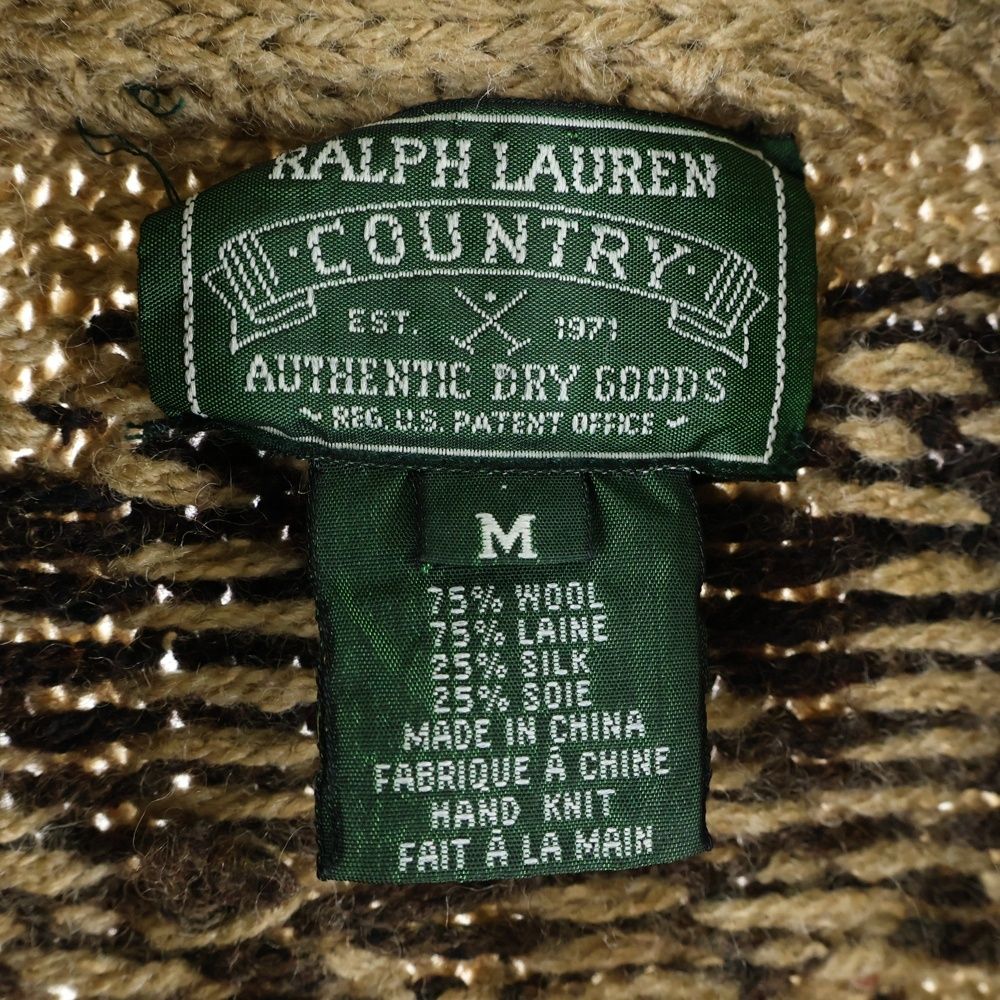 RALPH LAUREN
·COUNTRY·
EST. 1971
AUTHENTIC DRY GOODS
~ REG. U.S. PATENT OFFICE ~
M
75% WOOL
75% LAINE
25% SILK
25% SOIE
MADE IN CHINA
FABRIQUE À CHINE
HAND KNIT
FAIT À LA MAIN